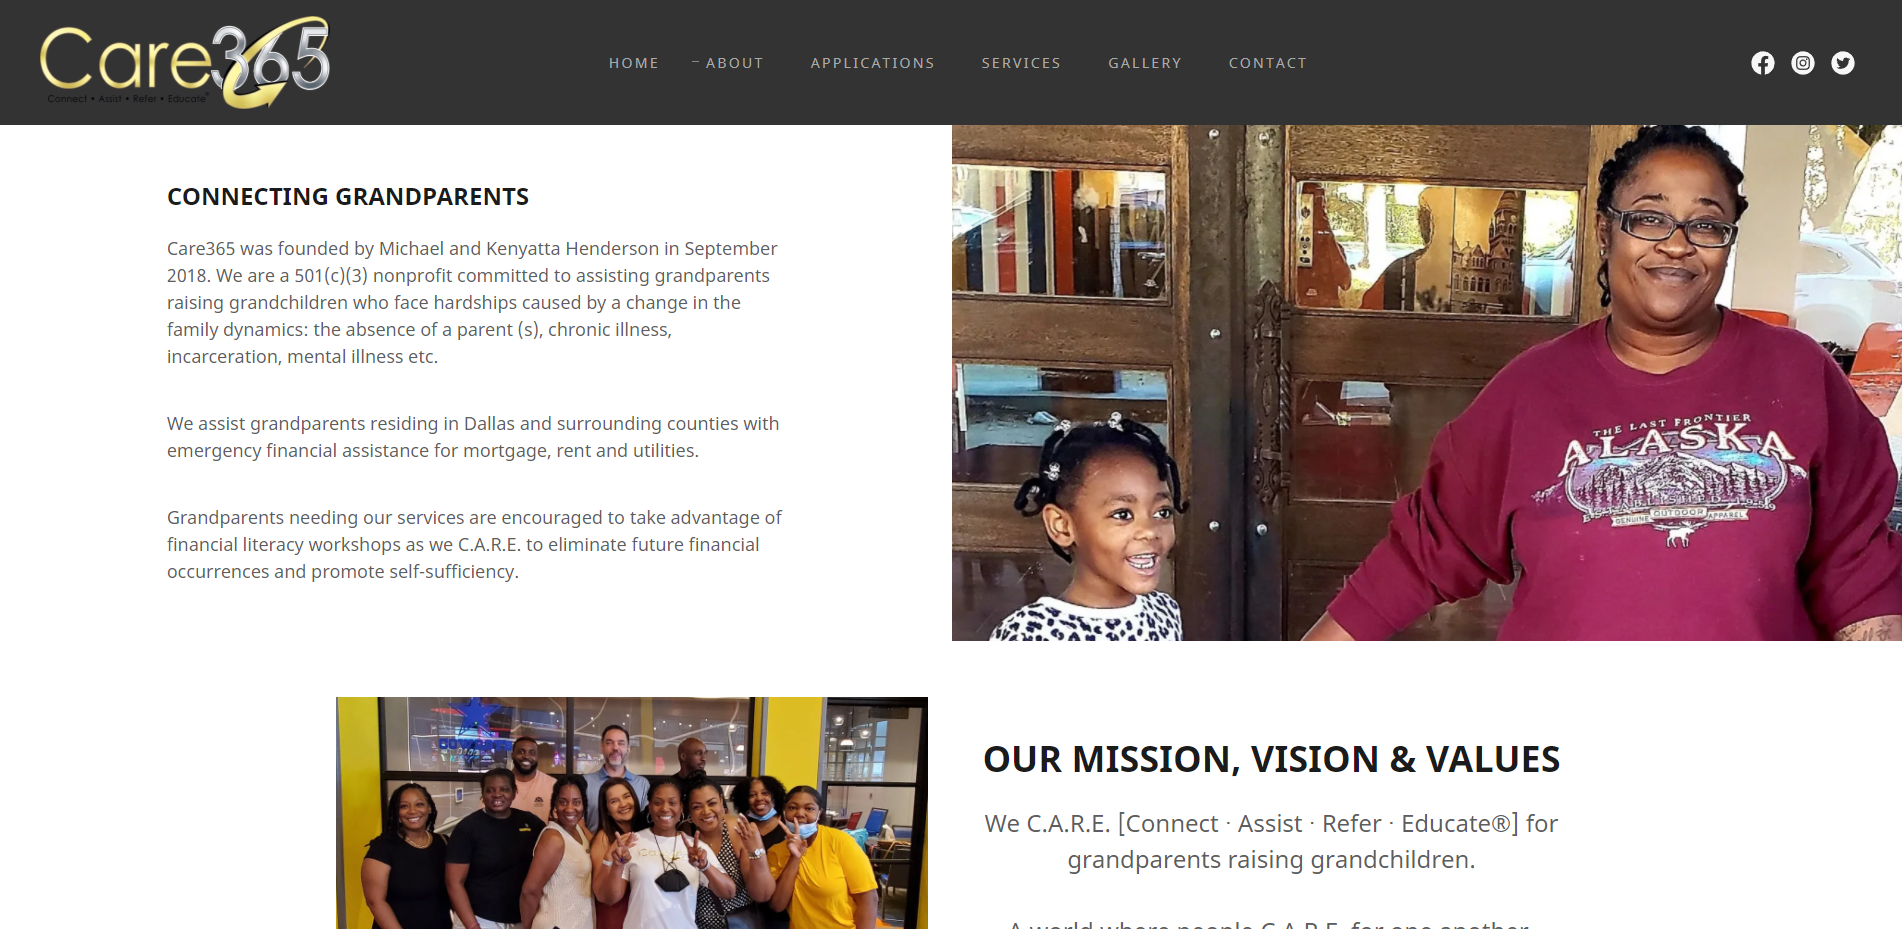 Care365
Connect • Assist • Refer • Educate®
HOME
ABOUT
APPLICATIONS
SERVICES
GALLERY
CONTACT
CONNECTING GRANDPARENTS
Care365 was founded by Michael and Kenyatta Henderson in September
2018. We are a 501(c)(3) nonprofit committed to assisting grandparents
raising grandchildren who face hardships caused by a change in the
family dynamics: the absence of a parent (s), chronic illness,
incarceration, mental illness etc.
We assist grandparents residing in Dallas and surrounding counties with
emergency financial assistance for mortgage, rent and utilities.
Grandparents needing our services are encouraged to take advantage of
financial literacy workshops as we C.A.R.E. to eliminate future financial
occurrences and promote self-sufficiency.
THE LAST FRONTIER
ALASKA
GENUINE OUTDOOR APPAREL
OUR MISSION, VISION & VALUES
We C.A.R.E. [Connect · Assist · Refer · Educate®] for
grandparents raising grandchildren.
A world where people C.A.R.E. for one another